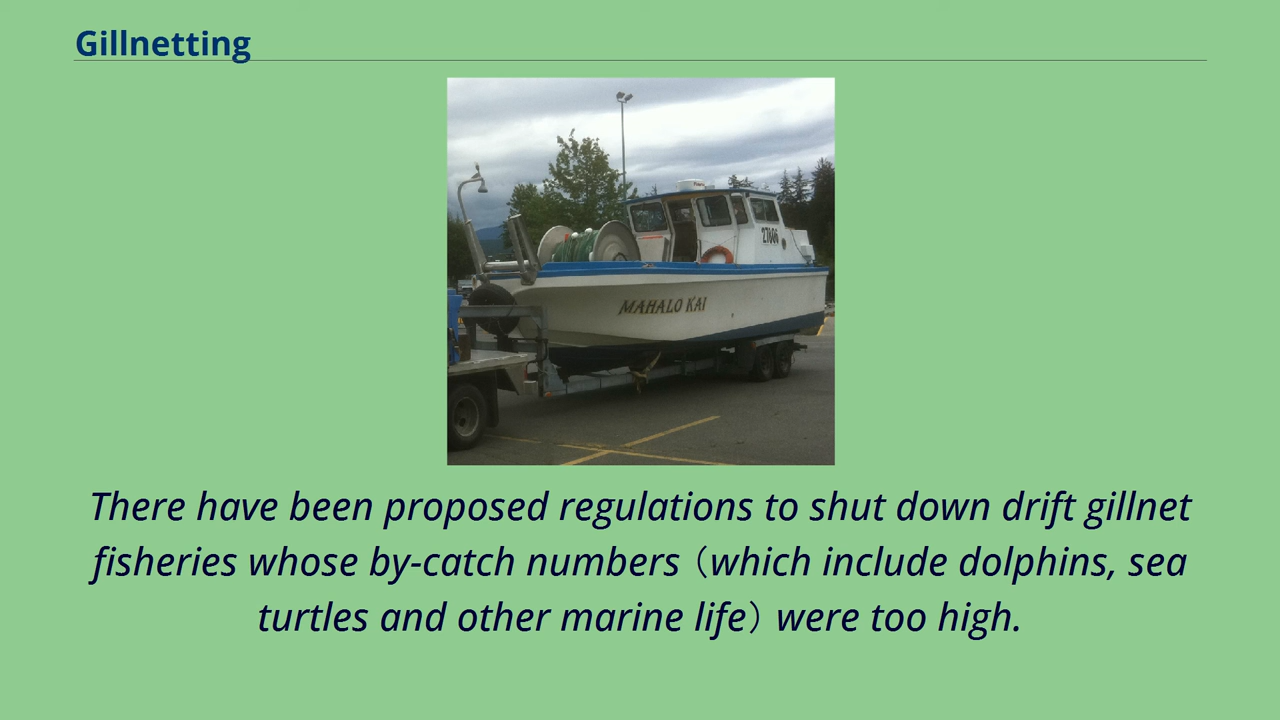 Gillnetting
27006
MAHALO KAI
There have been proposed regulations to shut down drift gillnet
fisheries whose by-catch numbers (which include dolphins, sea
turtles and other marine life) were too high.